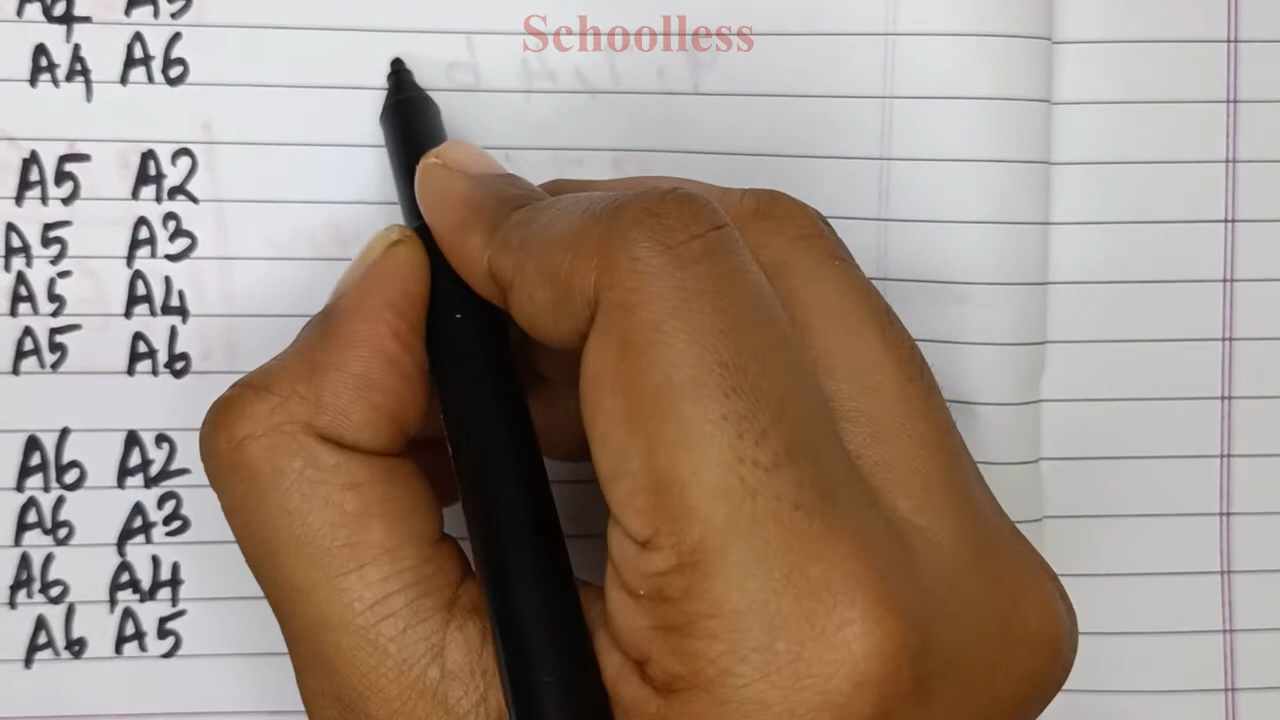 Schoolless
A4 A6
A5 A2
A5 A3
A5 A4
A5 A6
A6 A2
A6 A3
A6 A4
A6 A5